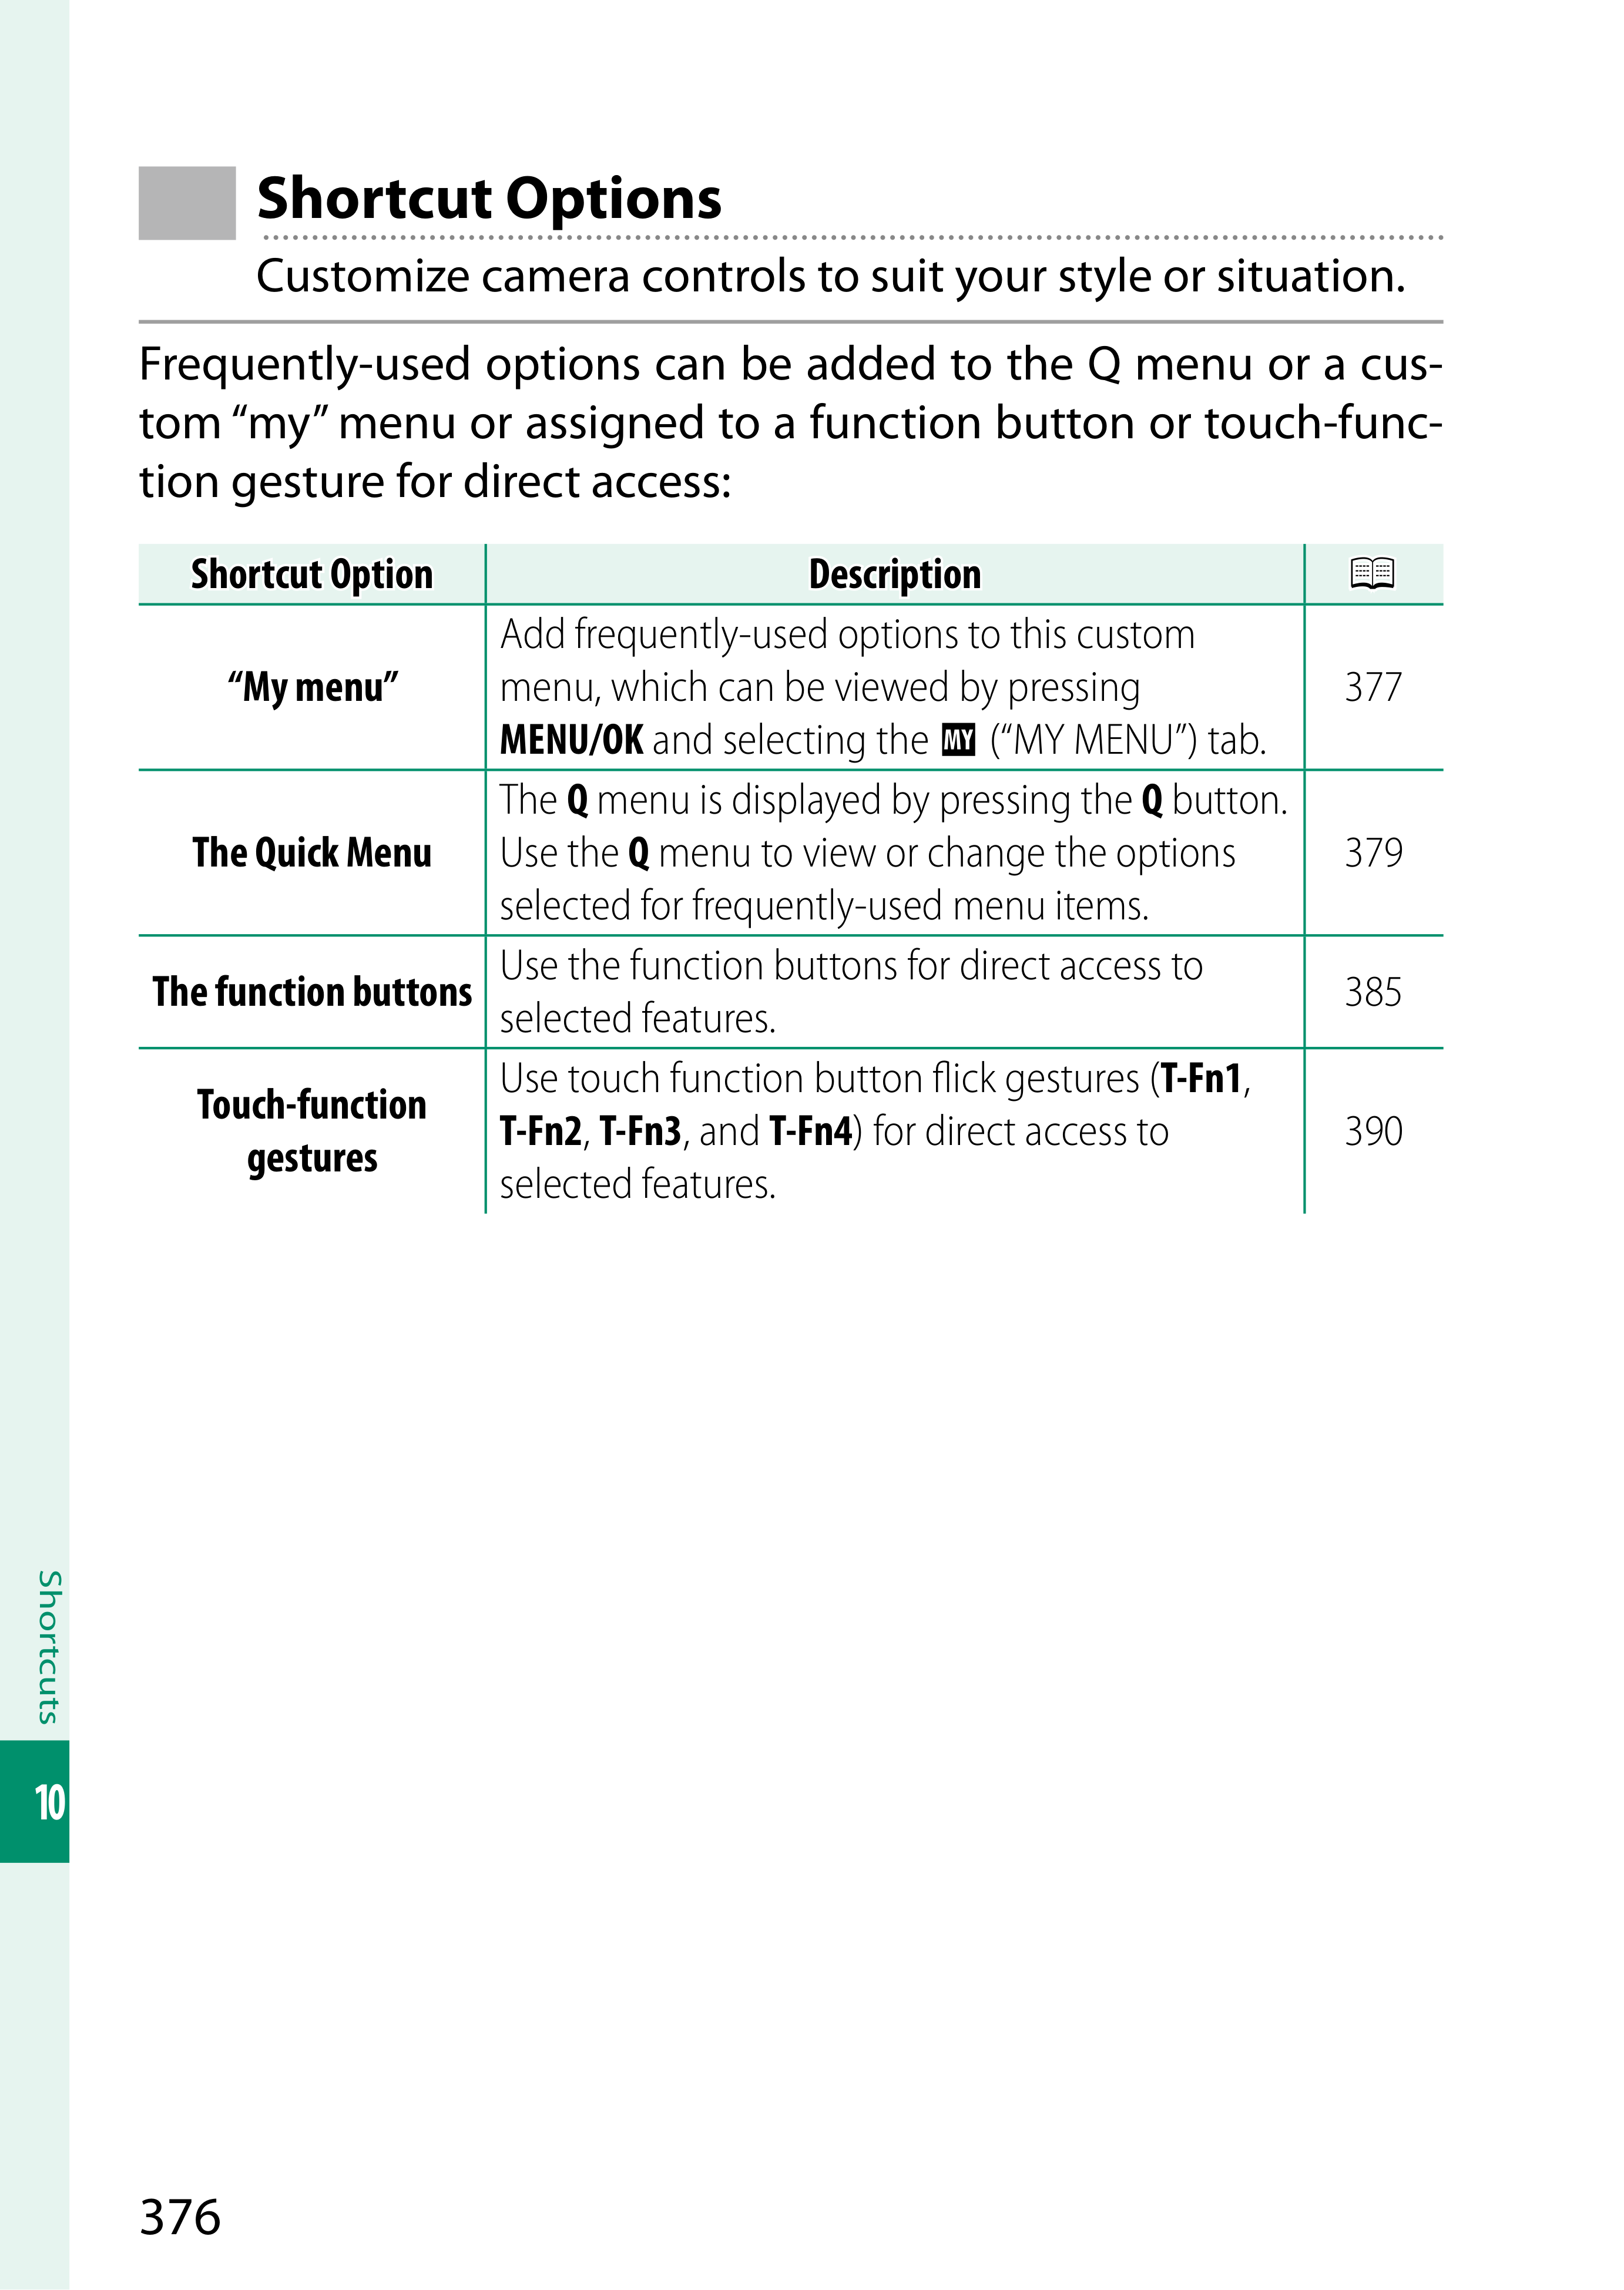 Shortcut Options
Customize camera controls to suit your style or situation.
Frequently-used options can be added to the Q menu or a cus-
tom “my” menu or assigned to a function button or touch-func-
tion gesture for direct access:
Shortcut Option Description
“My menu”
Add frequently-used options to this custom
menu, which can be viewed by pressing
MENU/OK and selecting the MY (“MY MENU”) tab.
377
The Quick Menu
The Q menu is displayed by pressing the Q button.
Use the Q menu to view or change the options
selected for frequently-used menu items.
379
The function buttons
Use the function buttons for direct access to
selected features.
385
Touch-function
gestures
Use touch function button flick gestures (T-Fn1,
T-Fn2, T-Fn3, and T-Fn4) for direct access to
selected features.
390
Shortcuts
10
376